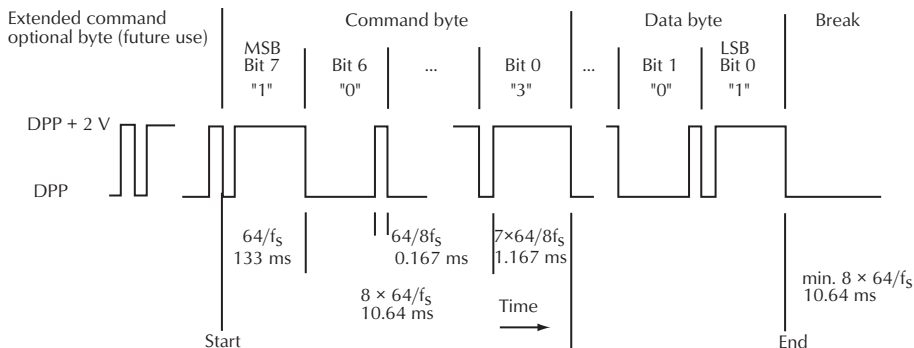 Extended command
optional byte (future use)
Command byte
Data byte
Break
MSB
Bit 7
"1"
Bit 6
"0"
...
Bit 0
"3"
...
Bit 1
"0"
LSB
Bit 0
"1"
DPP + 2 V
DPP
64/fs
133 ms
64/8fs
0.167 ms
7×64/8fs
1.167 ms
8 × 64/fs
10.64 ms
Time
min. 8 × 64/fs
10.64 ms
Start
End